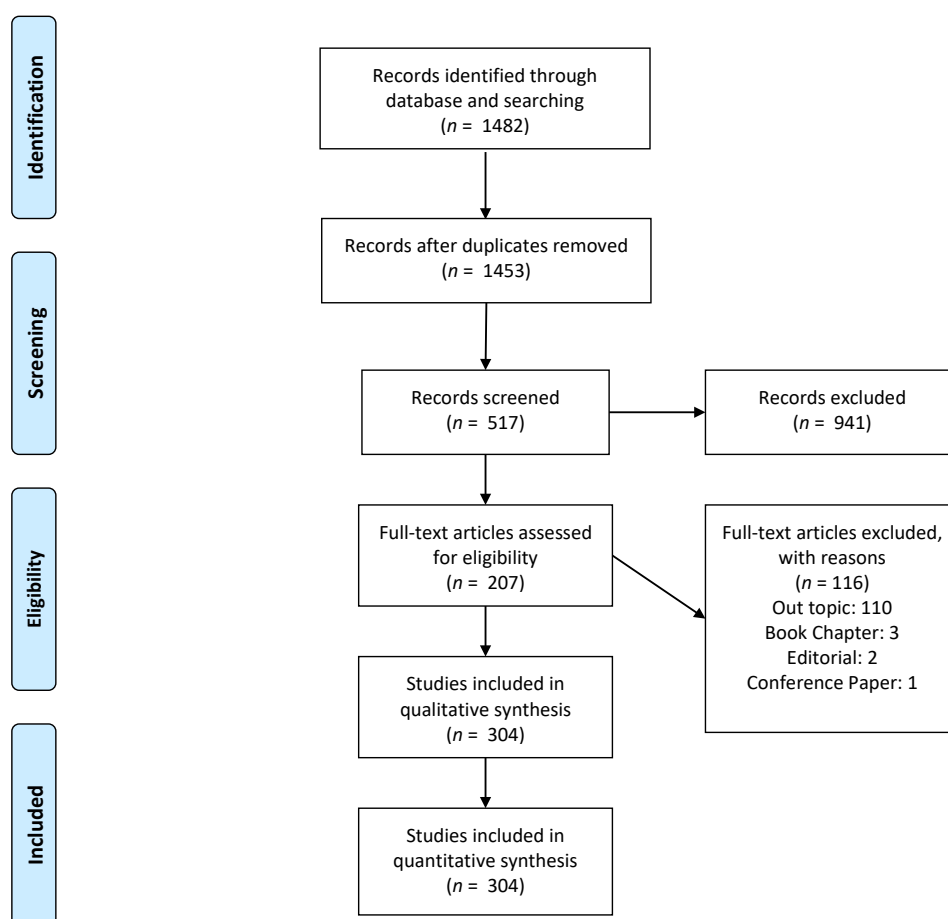 Identification
Records identified through
database and searching
(n = 1482)
Records after duplicates removed
(n = 1453)
Screening
Records screened
(n = 517)
Records excluded
(n = 941)
Eligibility
Full-text articles assessed
for eligibility
(n = 207)
Full-text articles excluded,
with reasons
(n = 116)
Out topic: 110
Book Chapter: 3
Editorial: 2
Conference Paper: 1
Studies included in
qualitative synthesis
(n = 304)
Included
Studies included in
quantitative synthesis
(n = 304)